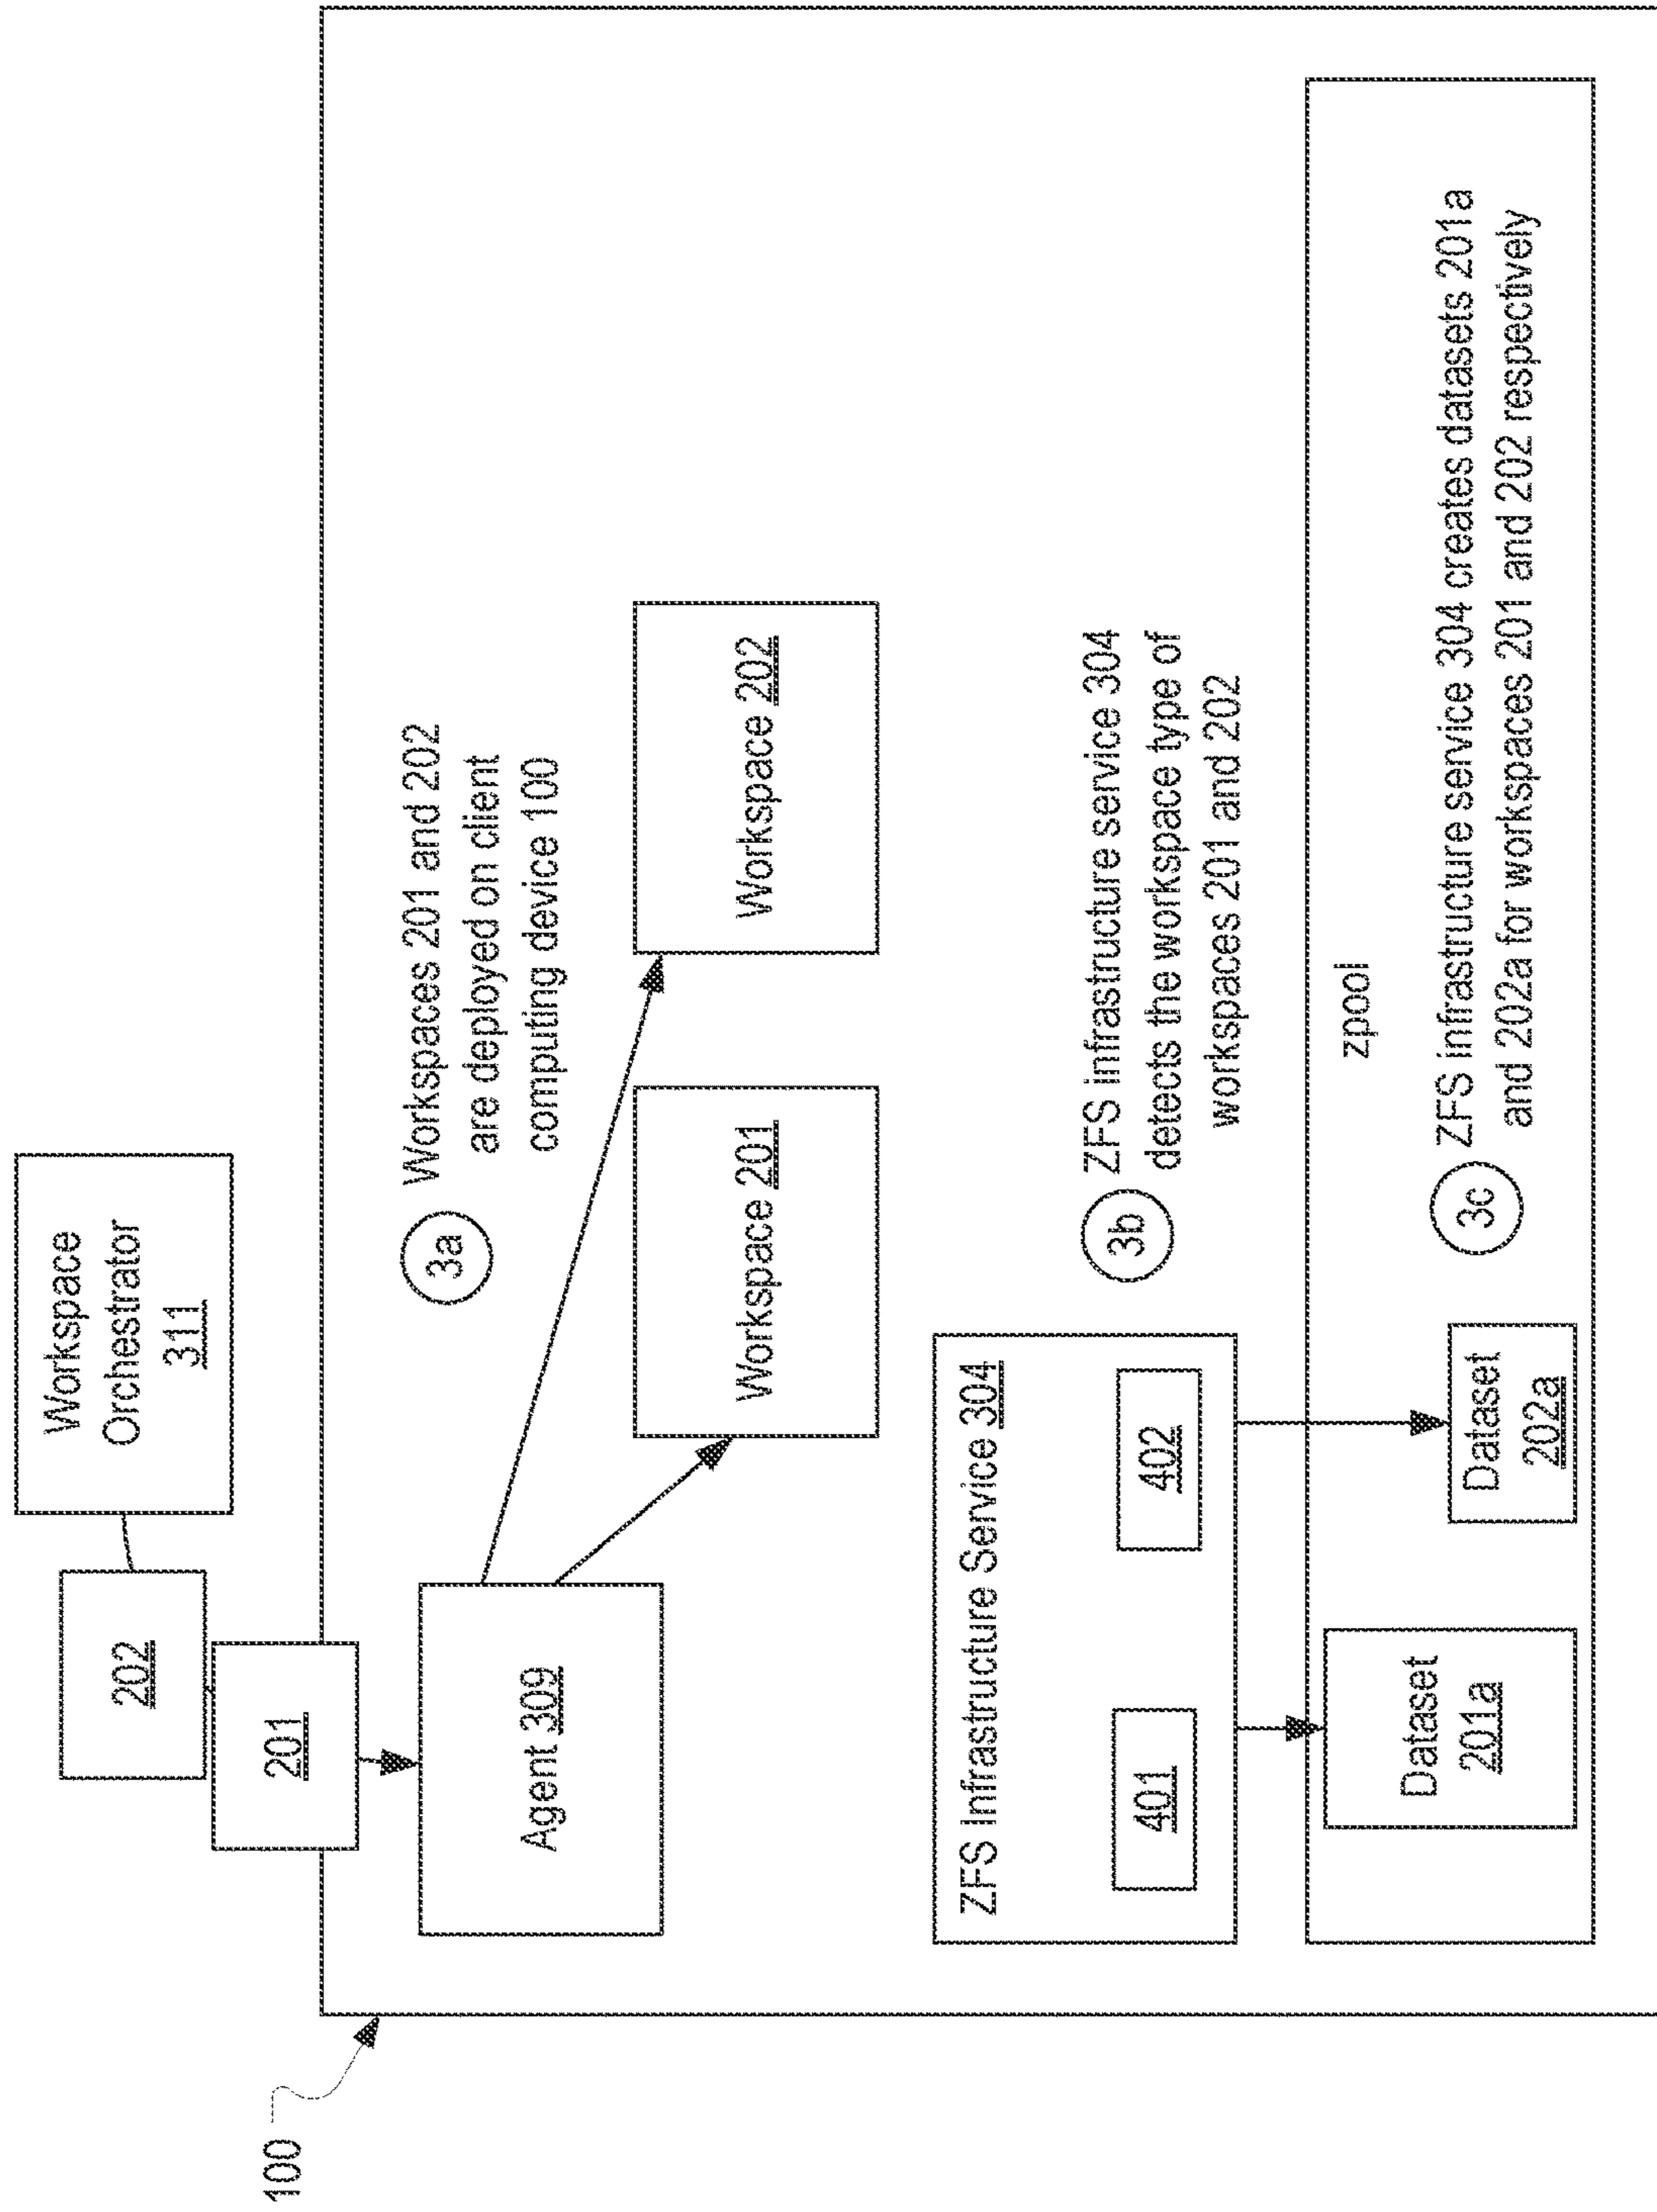 100
Workspace
Orchestrator
311
202
201
Agent 309
3a
Workspaces 201 and 202
are deployed on client
computing device 100
Workspace 201
Workspace 202
ZFS Infrastructure Service 304
401
402
3b
ZFS infrastructure service 304
detects the workspace type of
workspaces 201 and 202
zpool
Dataset
201a
Dataset
202a
3c
ZFS infrastructure service 304 creates datasets 201a
and 202a for workspaces 201 and 202 respectively